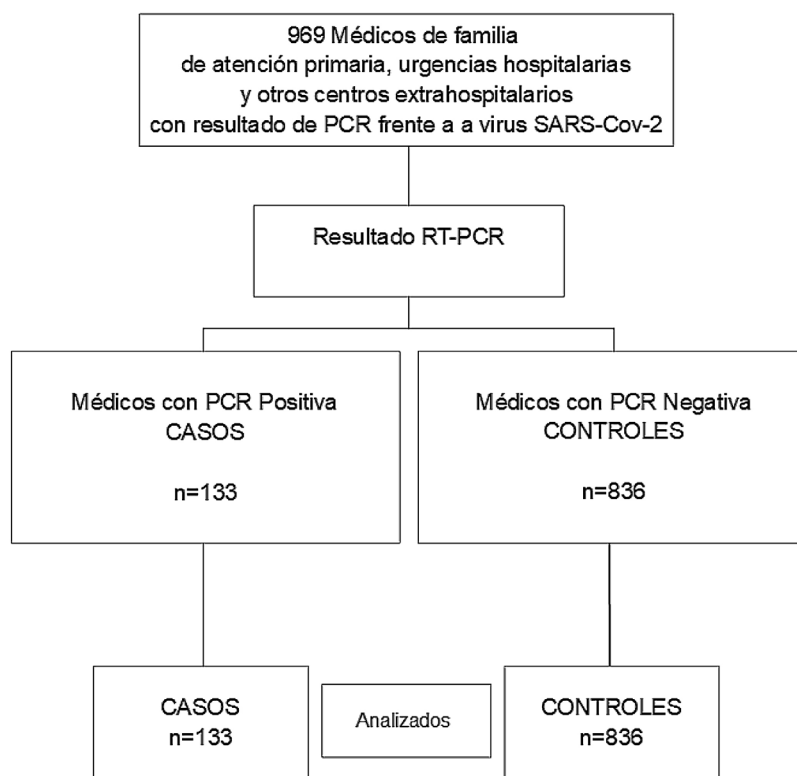 969 Médicos de familia
de atención primaria, urgencias hospitalarias
y otros centros extrahospitalarios
con resultado de PCR frente a a virus SARS-Cov-2
Resultado RT-PCR
Médicos con PCR Positiva
CASOS
n=133
Médicos con PCR Negativa
CONTROLES
n=836
CASOS
n=133
Analizados
CONTROLES
n=836